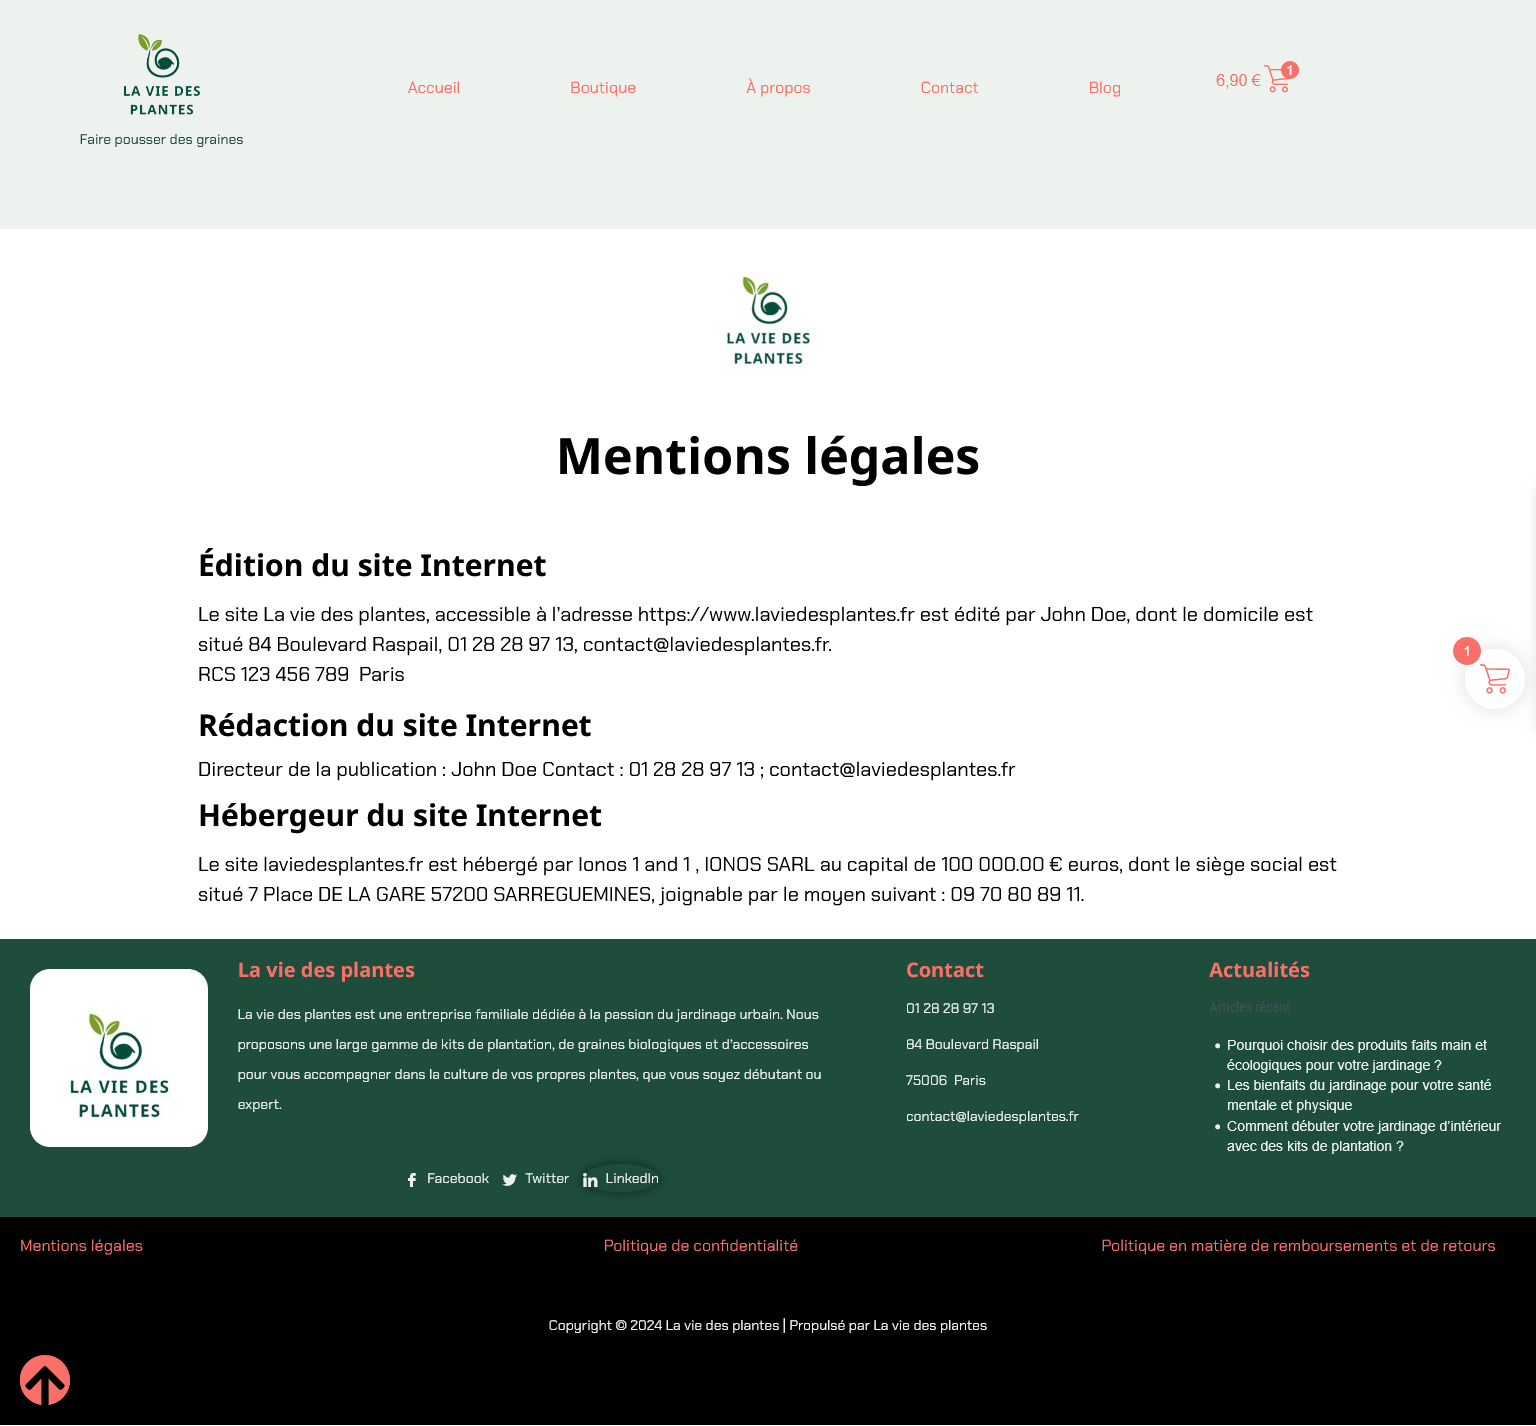 LA VIE DES
PLANTES
Faire pousser des graines
Accueil
Boutique
À propos
Contact
Blog
6,90 €
1
LA VIE DES
PLANTES
Mentions légales
Édition du site Internet
Le site La vie des plantes, accessible à l’adresse https://www.laviedesplantes.fr est édité par John Doe, dont le domicile est
situé 84 Boulevard Raspail, 01 28 28 97 13, contact@laviedesplantes.fr.
RCS 123 456 789  Paris
1
Rédaction du site Internet
Directeur de la publication : John Doe Contact : 01 28 28 97 13 ; contact@laviedesplantes.fr
Hébergeur du site Internet
Le site laviedesplantes.fr est hébergé par Ionos 1 and 1 , IONOS SARL au capital de 100 000.00 € euros, dont le siège social est
situé 7 Place DE LA GARE 57200 SARREGUEMINES, joignable par le moyen suivant : 09 70 80 89 11.
LA VIE DES
PLANTES
La vie des plantes
La vie des plantes est une entreprise familiale dédiée à la passion du jardinage urbain. Nous
proposons une large gamme de kits de plantation, de graines biologiques et d’accessoires
pour vous accompagner dans la culture de vos propres plantes, que vous soyez débutant ou
expert.
Facebook
Twitter
LinkedIn
Contact
01 28 28 97 13
84 Boulevard Raspail
75006  Paris
contact@laviedesplantes.fr
Actualités
Articles récent
• Pourquoi choisir des produits faits main et
écologiques pour votre jardinage ?
• Les bienfaits du jardinage pour votre santé
mentale et physique
• Comment débuter votre jardinage d’intérieur
avec des kits de plantation ?
Mentions légales
Politique de confidentialité
Politique en matière de remboursements et de retours
Copyright © 2024 La vie des plantes | Propulsé par La vie des plantes